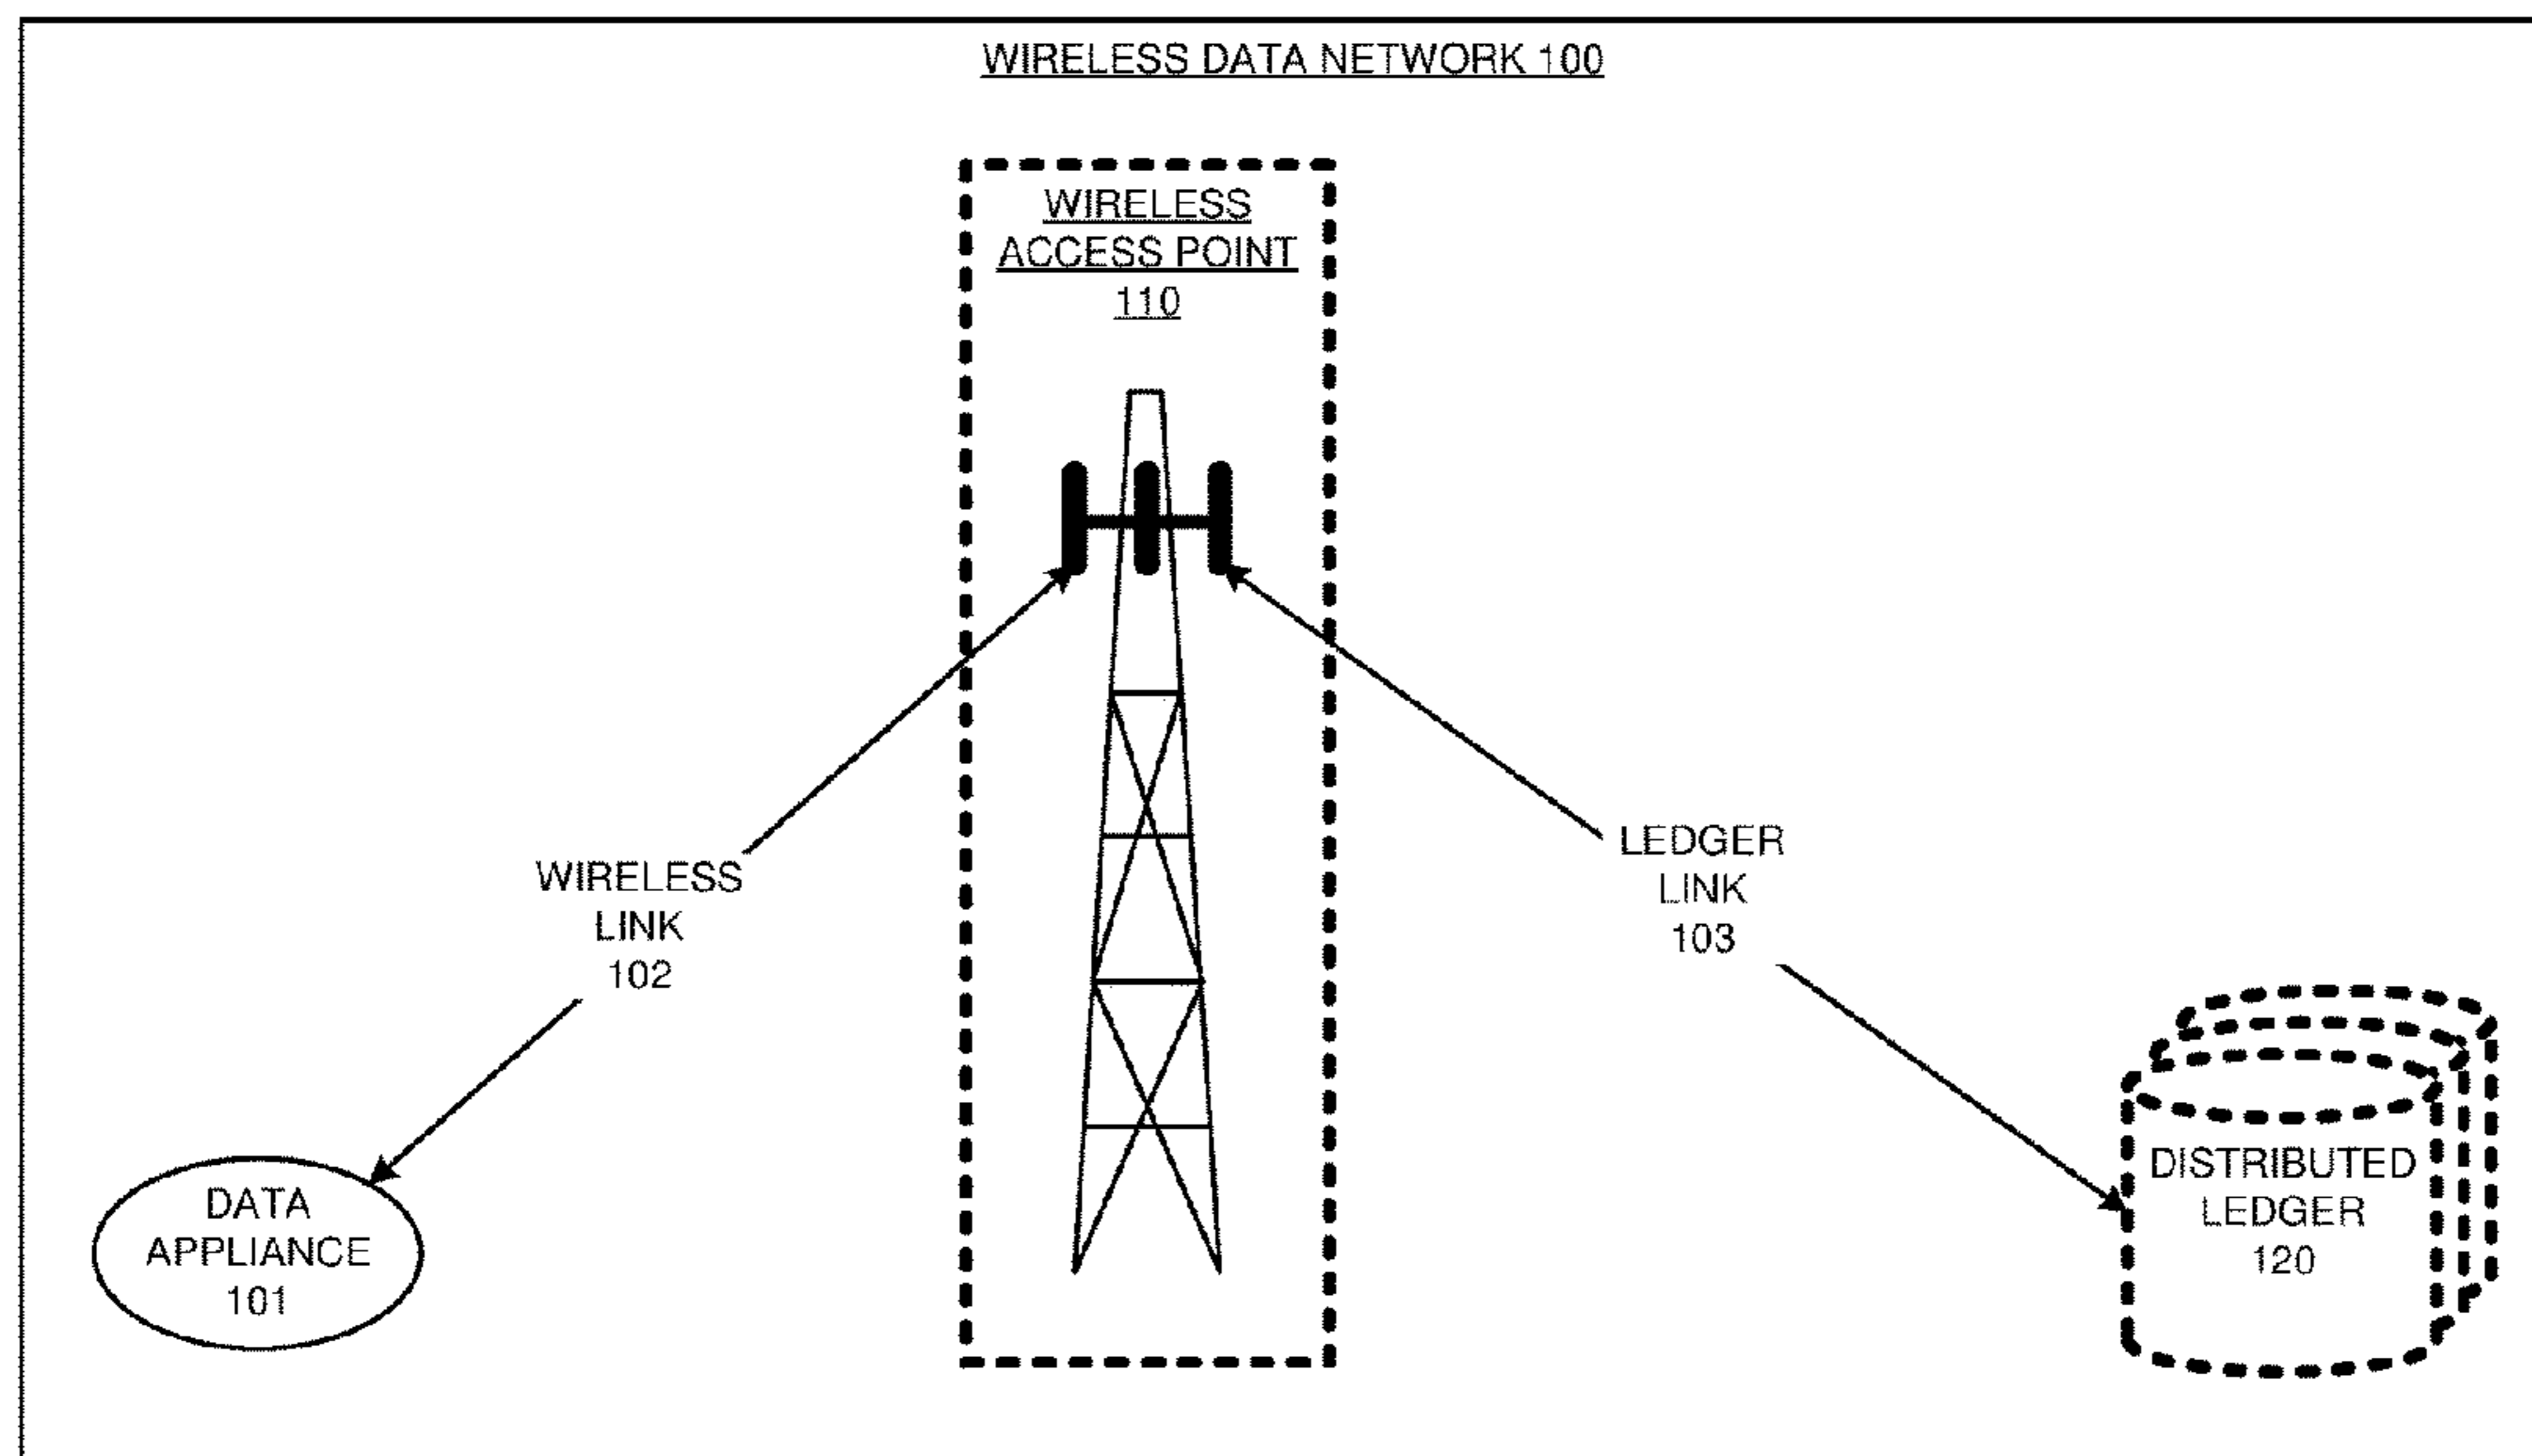 WIRELESS DATA NETWORK 100
WIRELESS
ACCESS POINT
110
WIRELESS
LINK
102
LEDGER
LINK
103
DATA
APPLIANCE
101
DISTRIBUTED
LEDGER
120